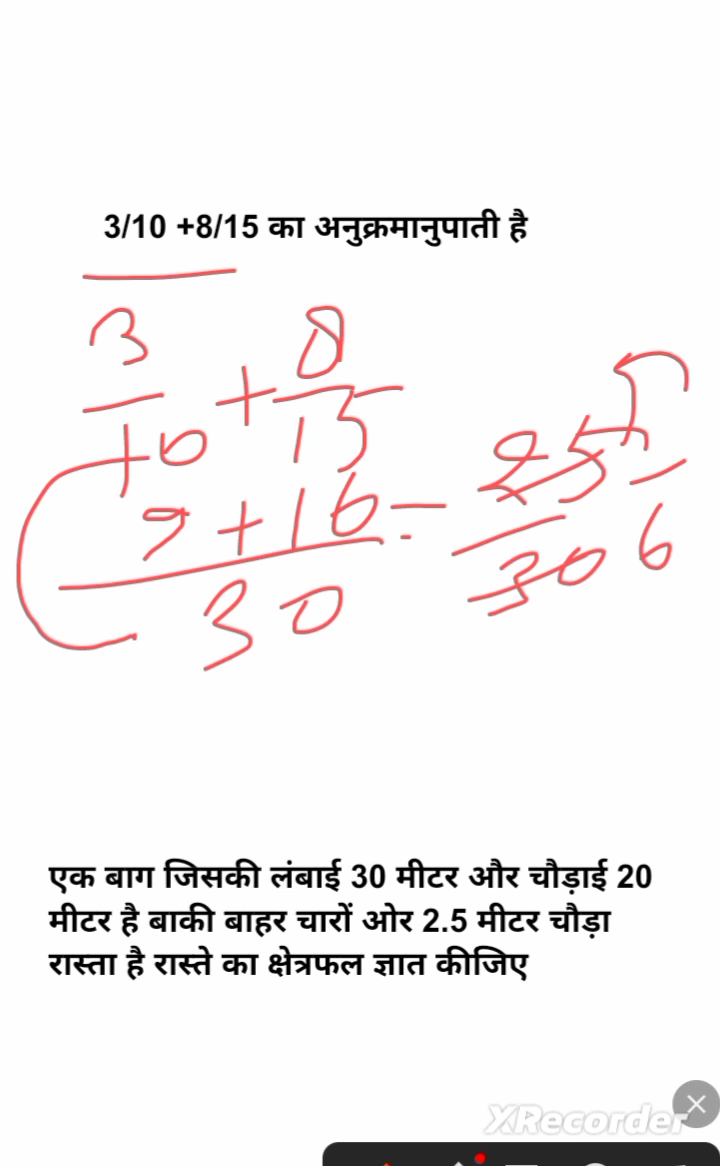 3/10 +8/15 का अनुक्रमानुपाती है
3/10 + 8/15
9+16/30 = 25/30 5/6
एक बाग जिसकी लंबाई 30 मीटर और चौड़ाई 20
मीटर है बाकी बाहर चारों ओर 2.5 मीटर चौड़ा
रास्ता है रास्ते का क्षेत्रफल ज्ञात कीजिए
XRecorder